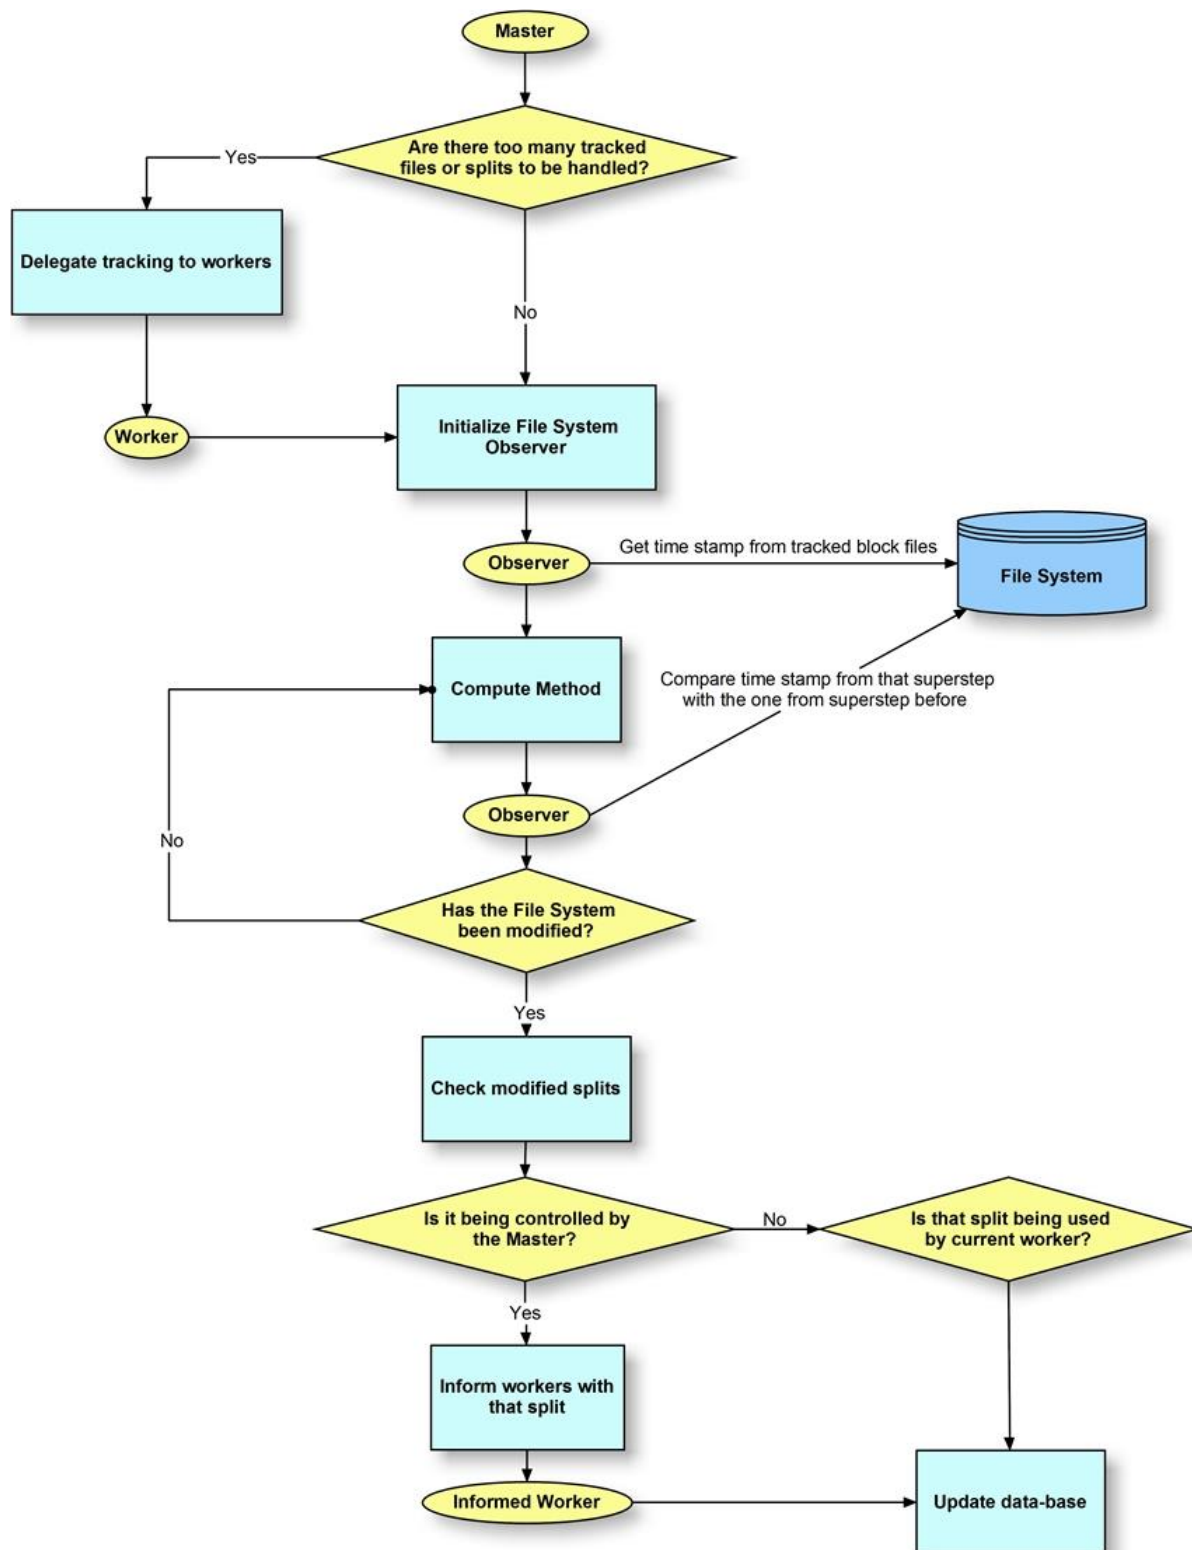 Master
Are there too many tracked
files or splits to be handled?
Yes
Delegate tracking to workers
No
Worker
Initialize File System
Observer
Observer
Get time stamp from tracked block files
File System
Compute Method
Compare time stamp from that superstep
with the one from superstep before
Observer
No
Has the File System
been modified?
Yes
Check modified splits
Is it being controlled by
the Master?
No
Is that split being used
by current worker?
Yes
Inform workers with
that split
Informed Worker
Update data-base